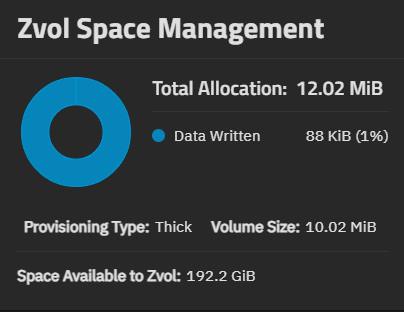 Zvol Space Management
Total Allocation: 12.02 MiB
Data Written 88 KiB (1%)
Provisioning Type: Thick Volume Size: 10.02 MiB
Space Available to Zvol: 192.2 GiB